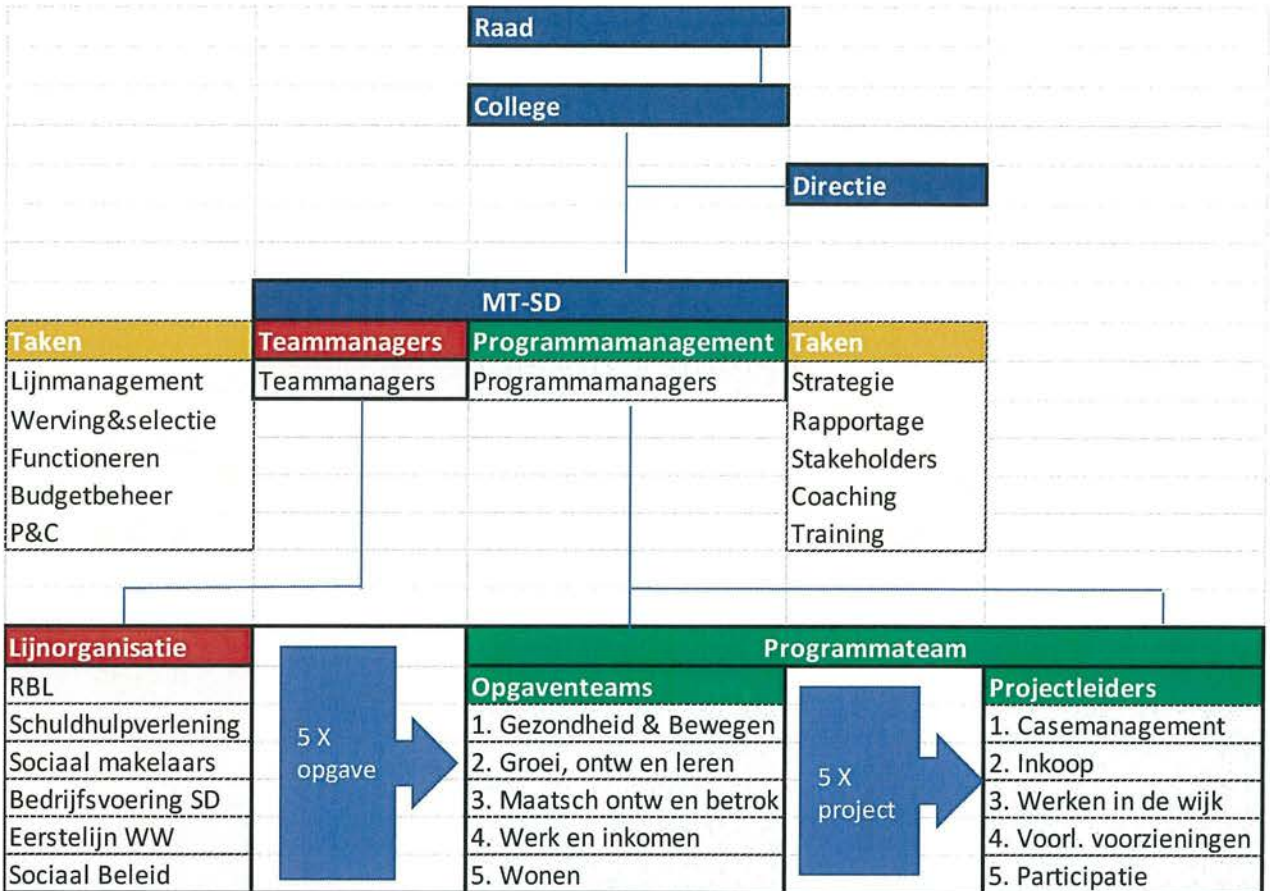 Raad
College
Directie
MT-SD
Taken
Teammanagers
Programmamanagement
Taken
Lijnmanagement
Werving&selectie
Functioneren
Budgetbeheer
P&C
Teammanagers
Programmamanagers
Strategie
Rapportage
Stakeholders
Coaching
Training
Lijnorganisatie
RBL
Schuldhulpverlening
Sociaal makelaars
Bedrijfsvoering SD
Eerstelijn WW
Sociaal Beleid
5 X
opgave
Programmateam
Opgaventeams
1. Gezondheid & Bewegen
2. Groei, ontw en leren
3. Maatsch ontw en betrok
4. Werk en inkomen
5. Wonen
5 X
project
Projectleiders
1. Casemanagement
2. Inkoop
3. Werken in de wijk
4. Voorl. voorzieningen
5. Participatie